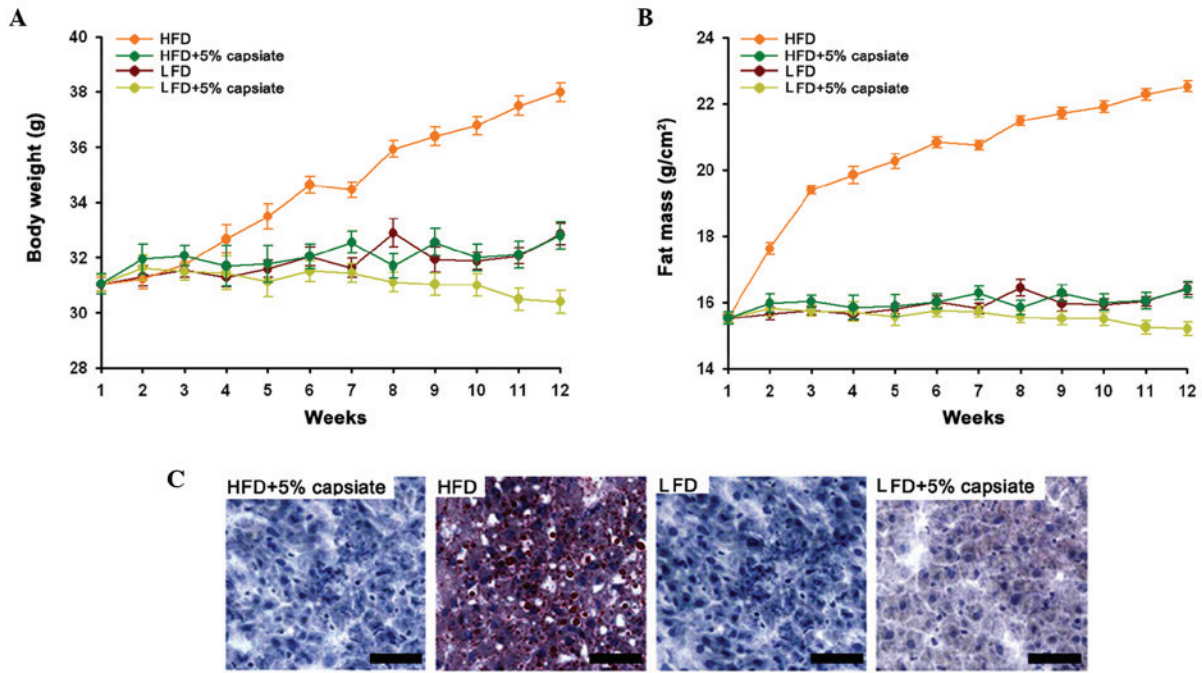 A
HFD
HFD+5% capsiate
LFD
LFD+5% capsiate
Body weight (g)
40
38
36
34
32
30
28
1 2 3 4 5 6 7 8 9 10 11 12
Weeks
B
HFD
HFD+5% capsiate
LFD
LFD+5% capsiate
Fat mass (g/cm²)
24
22
20
18
16
14
1 2 3 4 5 6 7 8 9 10 11 12
Weeks
C
HFD+5% capsiate
HFD
LFD
LFD+5% capsiate